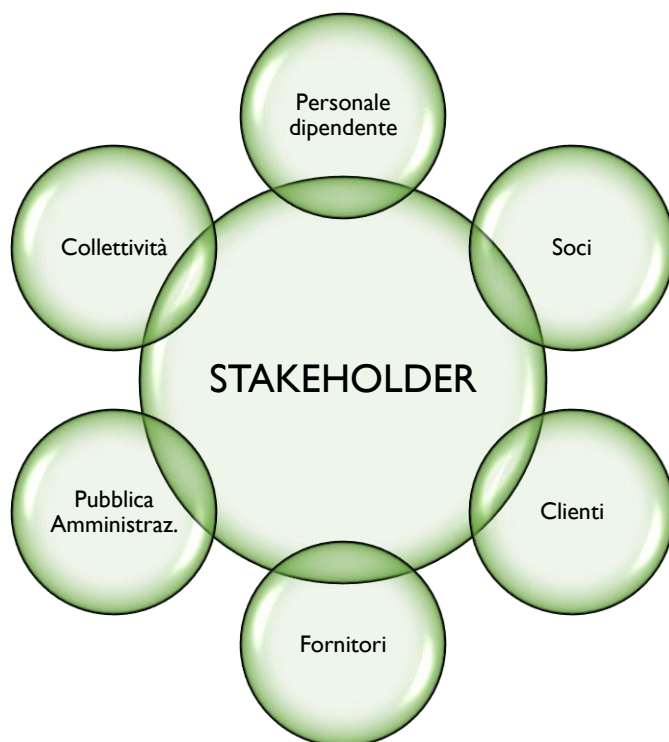 Personale
dipendente
Collettività
Soci
STAKEHOLDER
Pubblica
Amministraz.
Clienti
Fornitori